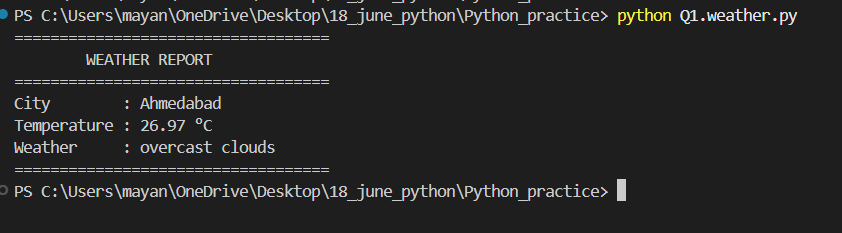 PS C:\Users\mayan\OneDrive\Desktop\18_june_python\Python_practice> python Q1.weather.py
===================================
        WEATHER REPORT
===================================
City        : Ahmedabad
Temperature : 26.97 °C
Weather     : overcast clouds
===================================
PS C:\Users\mayan\OneDrive\Desktop\18_june_python\Python_practice>